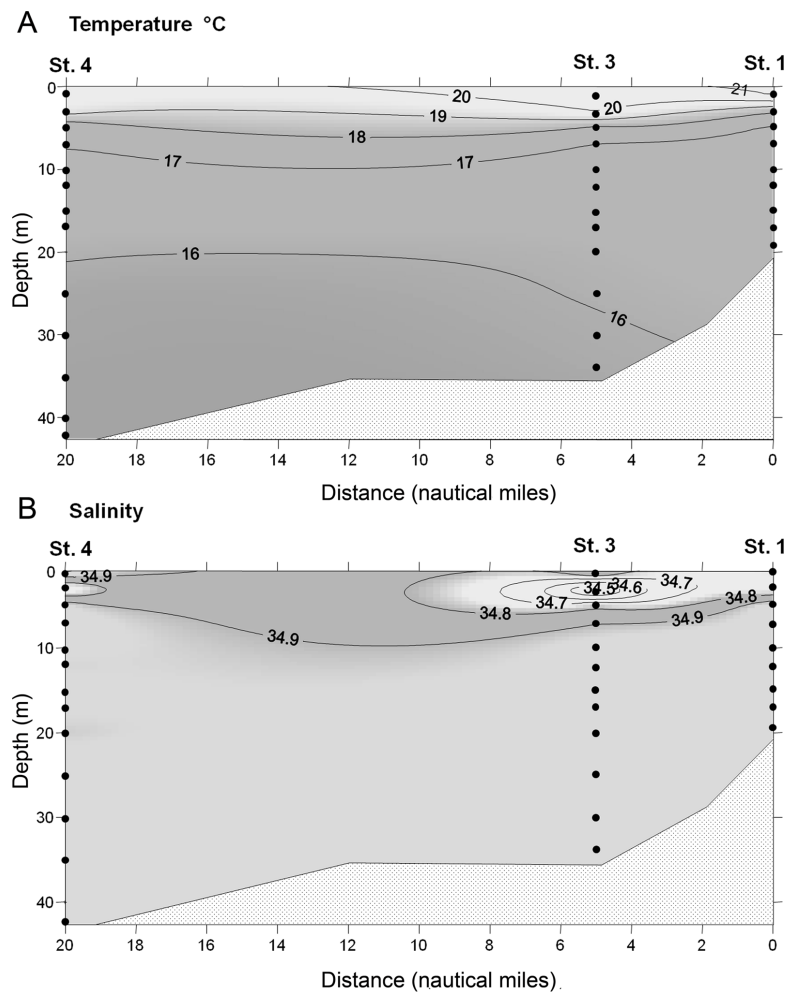 A Temperature °C
St. 4 St. 3 St. 1
0
10
20
30
40
Depth (m)
20 21
19 20
18
17 17
16
16
20 18 16 14 12 10 8 6 4 2 0
Distance (nautical miles)
B Salinity
St. 4 St. 3 St. 1
0
10
20
30
40
Depth (m)
34.9 34.5 34.6 34.7
34.8 34.7 34.8
34.9 34.9
20 18 16 14 12 10 8 6 4 2 0
Distance (nautical miles)